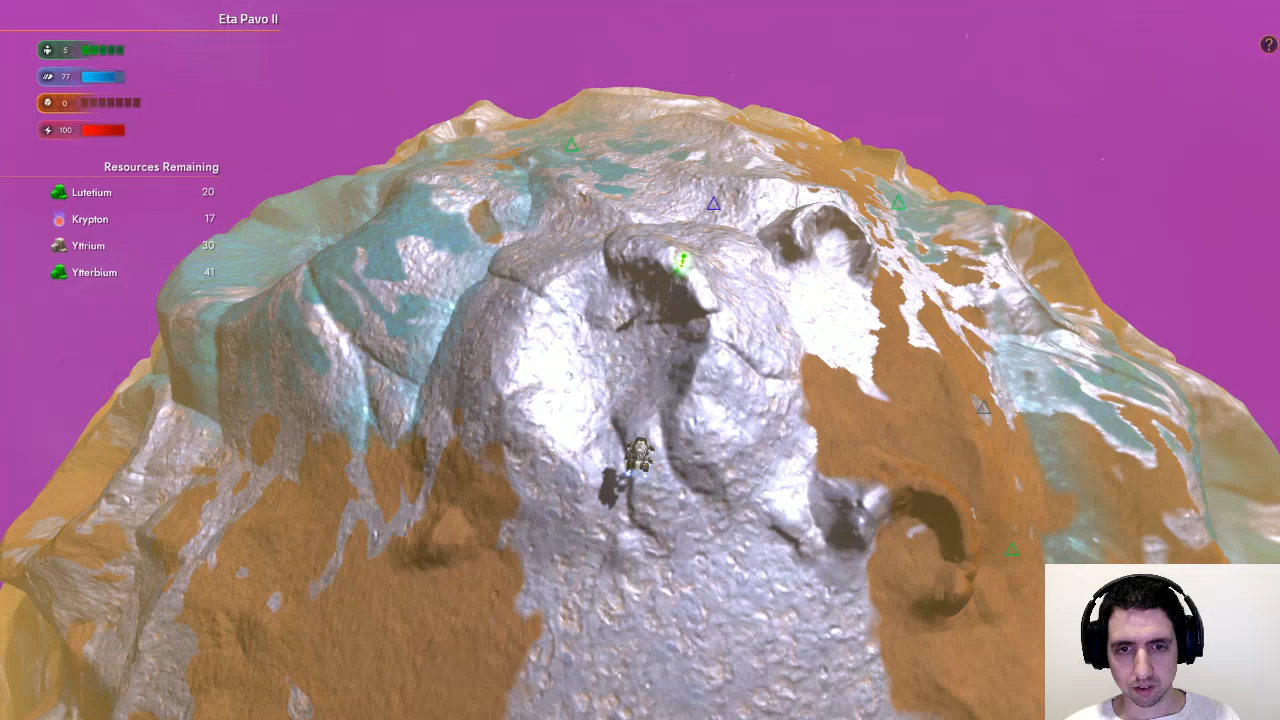 Eta Pavo II
5
77
0
100
?
Resources Remaining
Lutetium 20
Krypton 17
Yttrium 30
Ytterbium 41